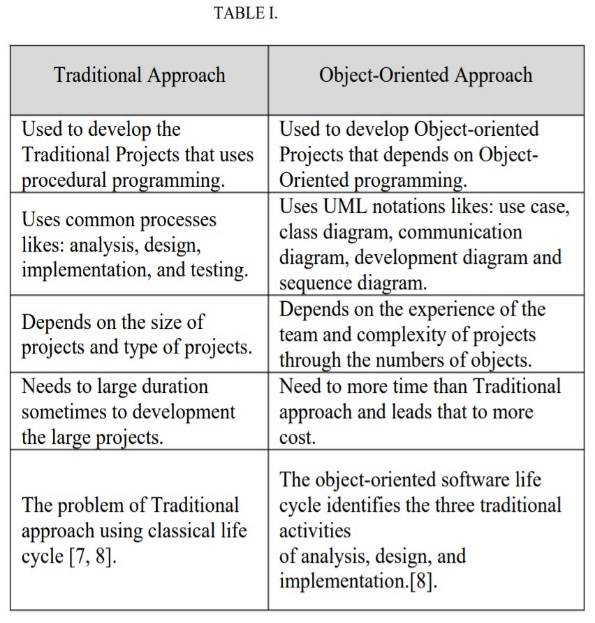 TABLE I.
Traditional Approach
Object-Oriented Approach
Used to develop the
Traditional Projects that uses
procedural programming.
Used to develop Object-oriented
Projects that depends on Object-
Oriented programming.
Uses common processes
likes: analysis, design,
implementation, and testing.
Uses UML notations likes: use case,
class diagram, communication
diagram, development diagram and
sequence diagram.
Depends on the size of
projects and type of projects.
Depends on the experience of the
team and complexity of projects
through the numbers of objects.
Needs to large duration
sometimes to development
the large projects.
Need to more time than Traditional
approach and leads that to more
cost.
The problem of Traditional
approach using classical life
cycle [7, 8].
The object-oriented software life
cycle identifies the three traditional
activities
of analysis, design, and
implementation.[8].